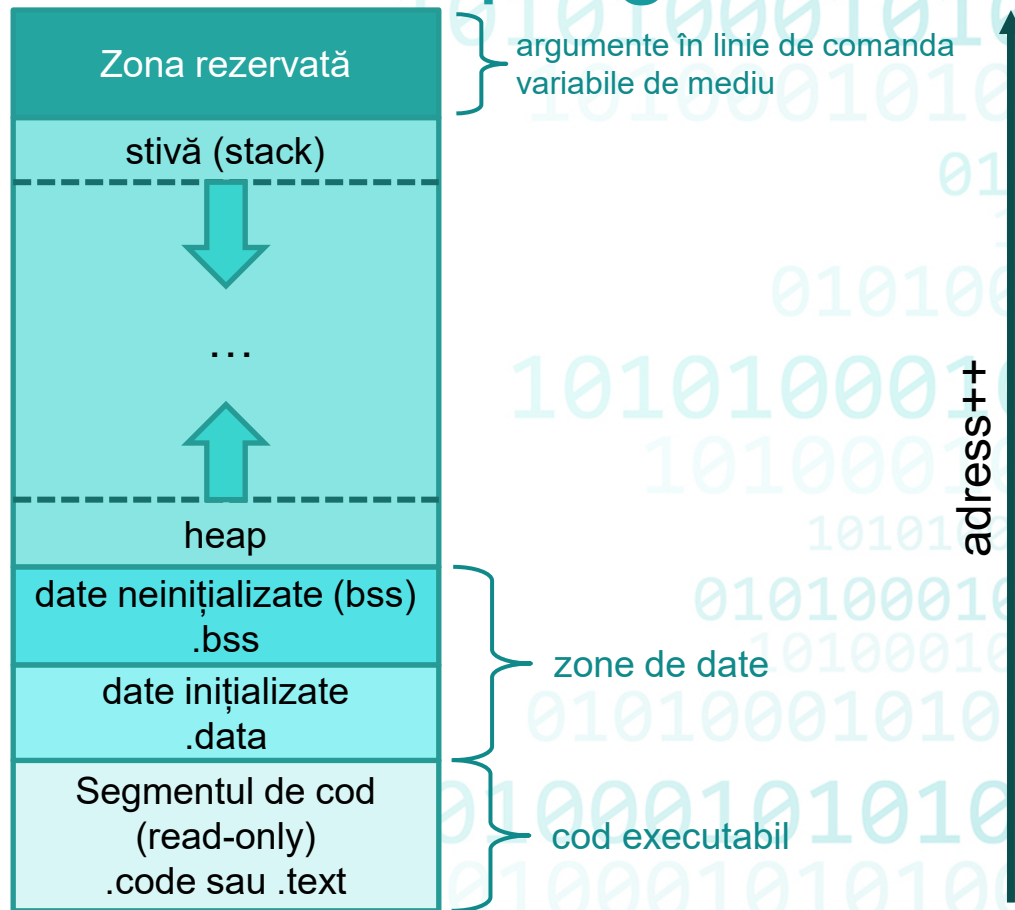 Zona rezervată
argumente în linie de comanda
variabile de mediu
stivă (stack)
...
heap
date neinițializate (bss)
.bss
date inițializate
.data
zone de date
Segmentul de cod
(read-only)
.code sau .text
cod executabil
adress++